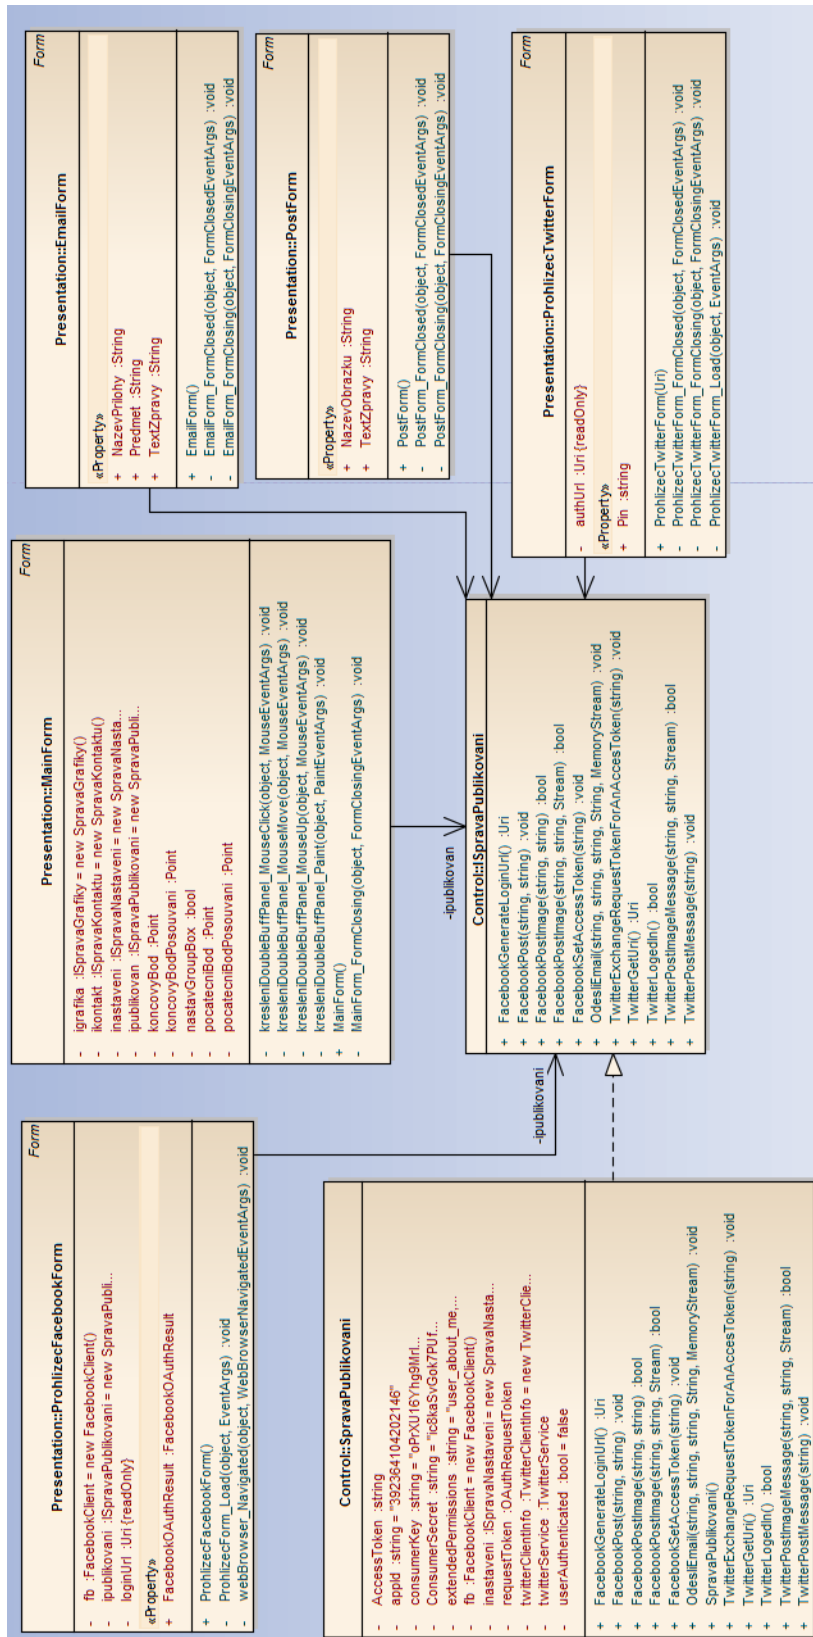 Form
Presentation::ProhlizecFacebookForm
- fb :FacebookClient = new FacebookClient()
- ipublikovani :ISpravaPublikovani = new SpravaPubli...
- loginUrl :Uri {readOnly}
«Property»
+ FacebookOAuthResult :FacebookOAuthResult
+ ProhlizecFacebookForm()
- ProhlizecForm_Load(object, EventArgs) :void
- webBrowser_Navigated(object, WebBrowserNavigatedEventArgs) :void
Form
Presentation::MainForm
- igrafika :ISpravaGrafiky = new SpravaGrafiky()
- ikontakt :ISpravaKontaktu = new SpravaKontaktu()
- inastaveni :ISpravaNastaveni = new SpravaNasta...
- ipublikovan :ISpravaPublikovani = new SpravaPubli...
- koncovyBod :Point
- koncovyBodPosouvani :Point
- nastavGroupBox :bool
- pocatecniBod :Point
- pocatecniBodPosouvani :Point
- kresleniDoubleBuffPanel_MouseClick(object, MouseEventArgs) :void
- kresleniDoubleBuffPanel_MouseMove(object, MouseEventArgs) :void
- kresleniDoubleBuffPanel_MouseUp(object, MouseEventArgs) :void
- kresleniDoubleBuffPanel_Paint(object, PaintEventArgs) :void
+ MainForm()
- MainForm_FormClosing(object, FormClosingEventArgs) :void
Form
Presentation::EmailForm
«Property»
+ NazevPrilohy :String
+ Predmet :String
+ TextZpravy :String
+ EmailForm()
- EmailForm_FormClosed(object, FormClosedEventArgs) :void
- EmailForm_FormClosing(object, FormClosingEventArgs) :void
Form
Presentation::PostForm
«Property»
+ NazevObrazku :String
+ TextZpravy :String
+ PostForm()
- PostForm_FormClosed(object, FormClosedEventArgs) :void
- PostForm_FormClosing(object, FormClosingEventArgs) :void
-ipublikovani
-ipublikovan
Control::SpravaPublikovani
- AccessToken :string
- appId :string = "392364104202146"
- consumerKey :string = "oPrXU16Yhg9MrI...
- ConsumerSecret :string = "Ic8kaSvGok7PUf...
- extendedPermissions :string = "user_about_me,...
- fb :FacebookClient = new FacebookClient()
- inastaveni :ISpravaNastaveni = new SpravaNasta...
- requestToken :OAuthRequestToken
- twitterClientInfo :TwitterClientInfo = new TwitterClie...
- twitterService :TwitterService
- userAuthenticated :bool = false
+ FacebookGenerateLoginUrl() :Uri
+ FacebookPost(string, string) :void
+ FacebookPostImage(string, string) :bool
+ FacebookPostImage(string, string, Stream) :bool
+ FacebookSetAccessToken(string) :void
+ OdesliEmail(string, string, string, String, MemoryStream) :void
+ SpravaPublikovani()
+ TwitterExchangeRequestTokenForAnAccesToken(string) :void
+ TwitterGetUri() :Uri
+ TwitterLogedIn() :bool
+ TwitterPostImageMessage(string, string, Stream) :bool
+ TwitterPostMessage(string) :void
Control::ISpravaPublikovani
+ FacebookGenerateLoginUrl() :Uri
+ FacebookPost(string, string) :void
+ FacebookPostImage(string, string) :bool
+ FacebookPostImage(string, string, Stream) :bool
+ FacebookSetAccessToken(string) :void
+ OdesliEmail(string, string, string, String, MemoryStream) :void
+ TwitterExchangeRequestTokenForAnAccesToken(string) :void
+ TwitterGetUri() :Uri
+ TwitterLogedIn() :bool
+ TwitterPostImageMessage(string, string, Stream) :bool
+ TwitterPostMessage(string) :void
Form
Presentation::ProhlizecTwitterForm
- authUrl :Uri {readOnly}
«Property»
+ Pin :string
+ ProhlizecTwitterForm(Uri)
- ProhlizecTwitterForm_FormClosed(object, FormClosedEventArgs) :void
- ProhlizecTwitterForm_FormClosing(object, FormClosingEventArgs) :void
- ProhlizecTwitterForm_Load(object, EventArgs) :void